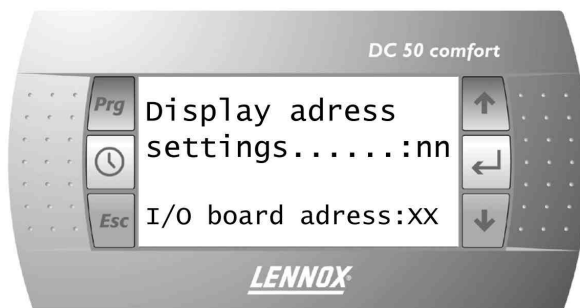 DC 50 comfort
Prg
Display adress
settings......:nn
Esc
I/O board adress:XX
LENNOX